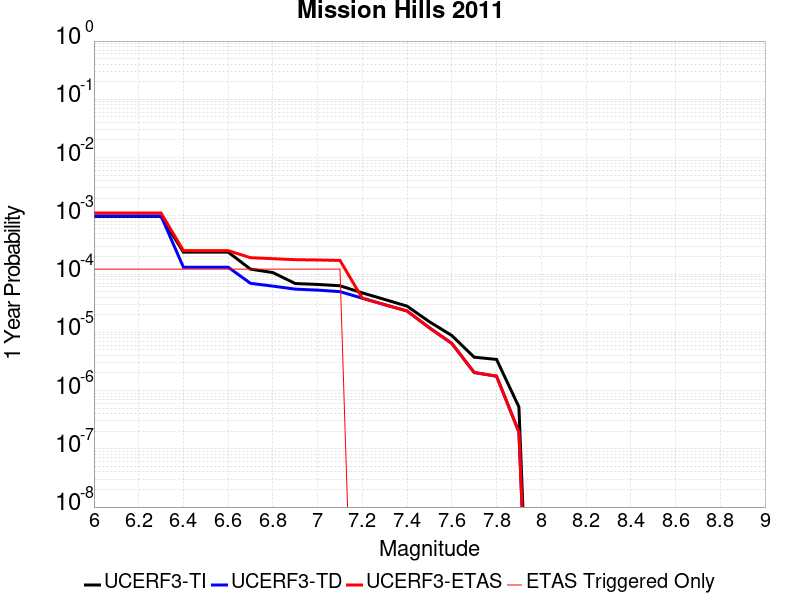 Mission Hills 2011
1 Year Probability
10^0
10^-1
10^-2
10^-3
10^-4
10^-5
10^-6
10^-7
10^-8
6 6.2 6.4 6.6 6.8 7 7.2 7.4 7.6 7.8 8 8.2 8.4 8.6 8.8 9
Magnitude
UCERF3-TI UCERF3-TD UCERF3-ETAS ETAS Triggered Only